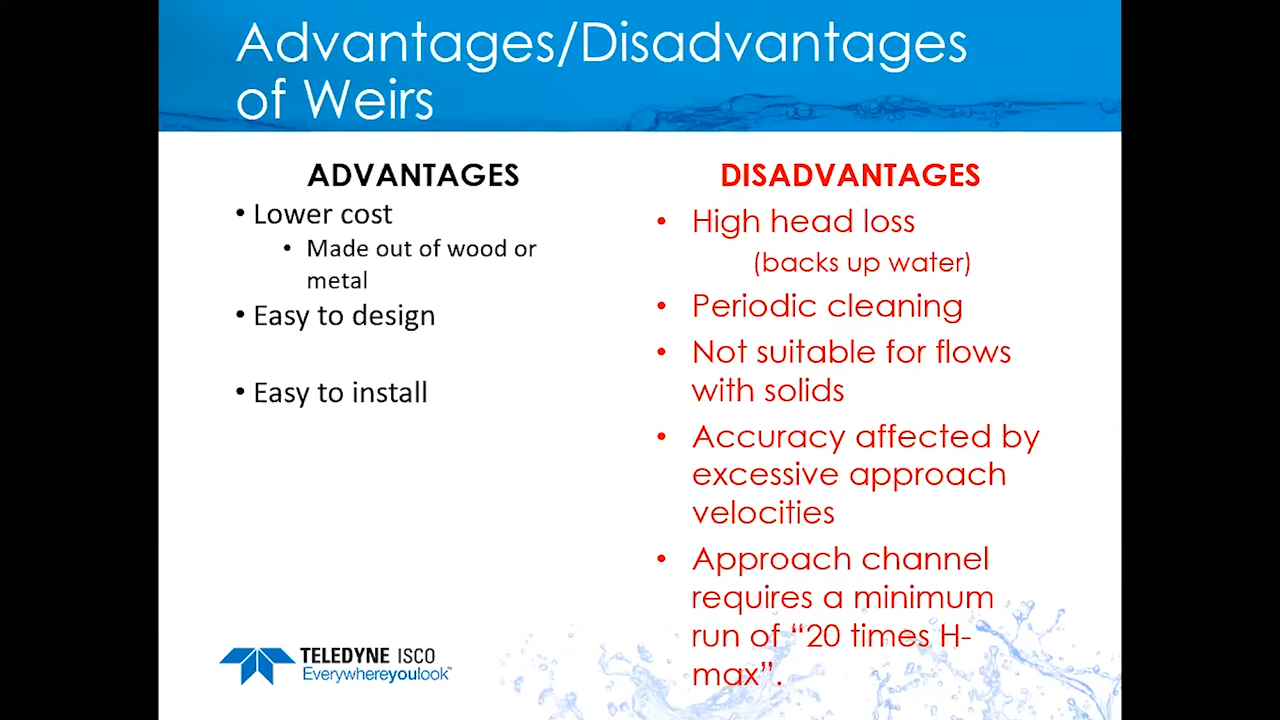 Advantages/Disadvantages
of Weirs
ADVANTAGES
• Lower cost
• Made out of wood or
metal
• Easy to design
• Easy to install
DISADVANTAGES
• High head loss
(backs up water)
• Periodic cleaning
• Not suitable for flows
with solids
• Accuracy affected by
excessive approach
velocities
• Approach channel
requires a minimum
run of “20 times H-
max”.
TELEDYNE ISCO
Everywhereyoulook™